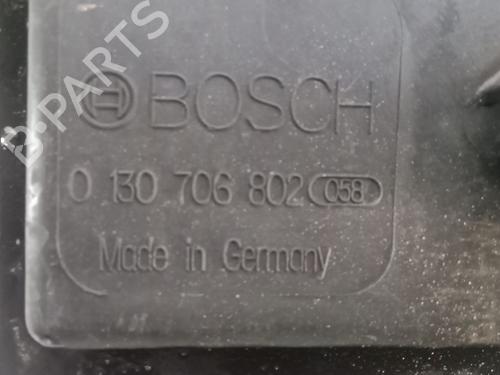 B-PARTS
BOSCH
0 130 706 802 058
Made in Germany